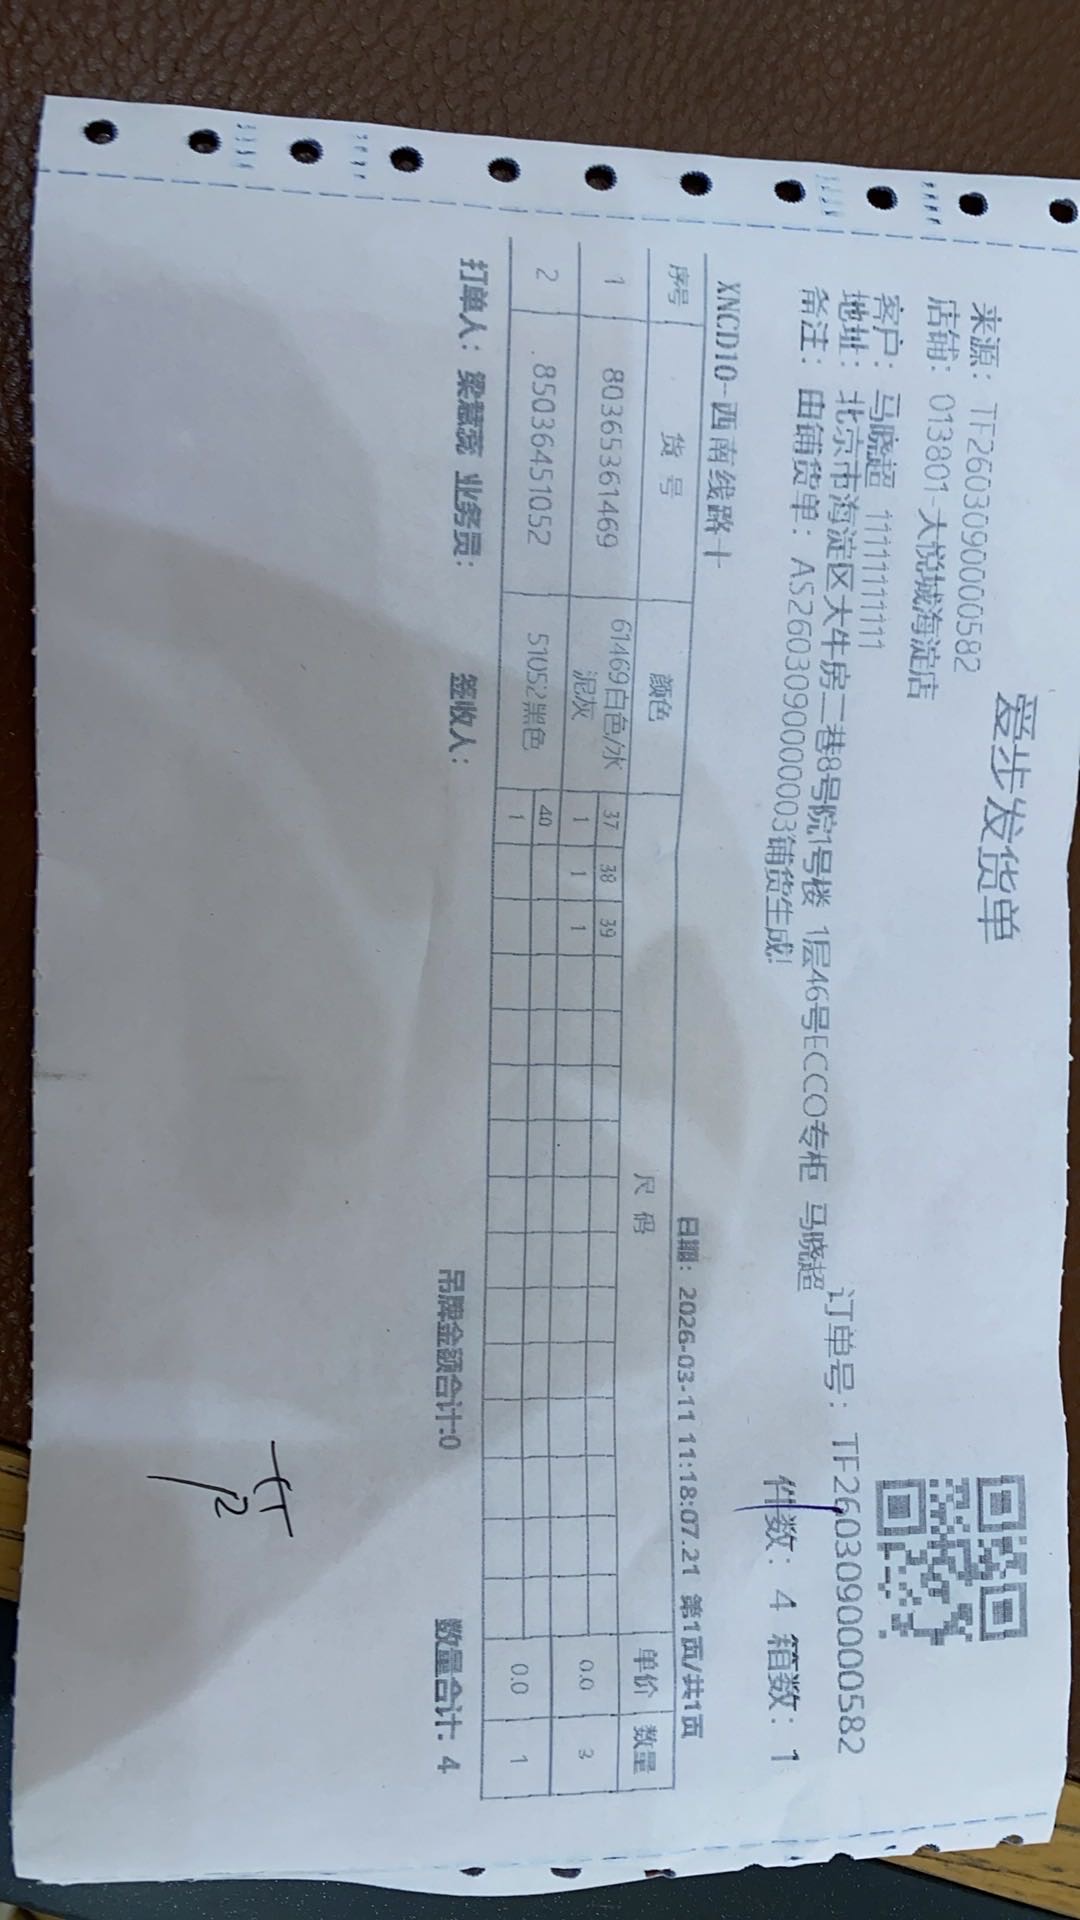 爱步发货单
来源：TF2603090000582
店铺：013801-大悦城海淀店
订单号：TF2603090000582
客户：马晓超 11111111111
地址：北京市海淀区大牛房二巷8号院1号楼 1层46号ECCO专柜 马晓超
件数：4 箱数：1
备注：由铺货单：AS2603090000003铺货生成!
XNCD10-西南线路十
日期：2026-03-11 11:18:07.21 第1页/共1页
序号 货号 颜色 尺码 单价 数量
1 80365361469 61469白色/水泥灰 37 38 39 0.0 3
1 1 1
2 .85036451052 51052黑色 40 0.0 1
1
打单人：梁慧蕊 业务员： 签收人： 吊牌金额合计:0 数量合计：4